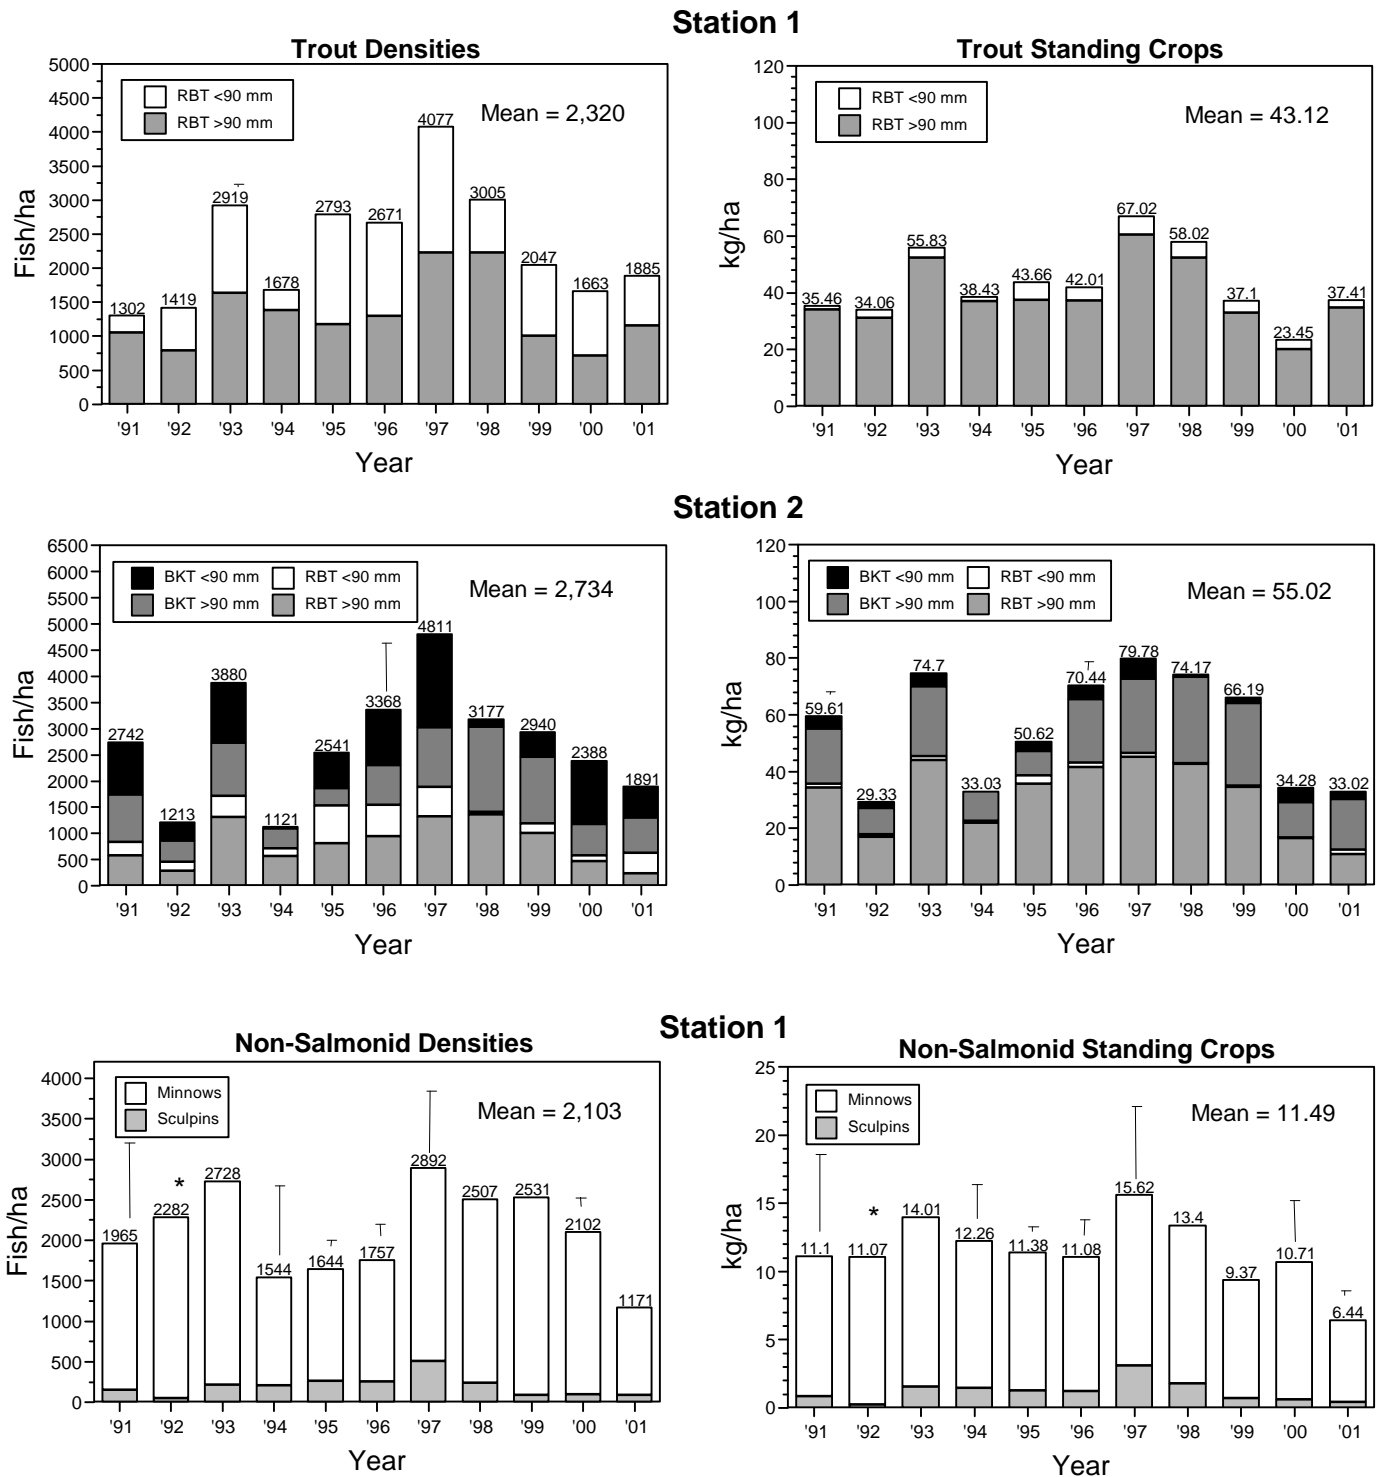 Station 1
Trout Densities
Fish/ha
5000
4500
4000
3500
3000
2500
2000
1500
1000
500
0
RBT <90 mm
RBT >90 mm
Mean = 2,320
1302
1419
2919
1678
2793
2671
4077
3005
2047
1663
1885
'91 '92 '93 '94 '95 '96 '97 '98 '99 '00 '01
Year
Trout Standing Crops
kg/ha
120
100
80
60
40
20
0
RBT <90 mm
RBT >90 mm
Mean = 43.12
35.46
34.06
55.83
38.43
43.66
42.01
67.02
58.02
37.1
23.45
37.41
'91 '92 '93 '94 '95 '96 '97 '98 '99 '00 '01
Year
Station 2
Fish/ha
6500
6000
5500
5000
4500
4000
3500
3000
2500
2000
1500
1000
500
0
BKT <90 mm RBT <90 mm
BKT >90 mm RBT >90 mm
Mean = 2,734
2742
1213
3880
1121
2541
3368
4811
3177
2940
2388
1891
'91 '92 '93 '94 '95 '96 '97 '98 '99 '00 '01
Year
kg/ha
120
100
80
60
40
20
0
BKT <90 mm RBT <90 mm
BKT >90 mm RBT >90 mm
Mean = 55.02
59.61
29.33
74.7
33.03
50.62
70.44
79.78
74.17
66.19
34.28
33.02
'91 '92 '93 '94 '95 '96 '97 '98 '99 '00 '01
Year
Station 1
Non-Salmonid Densities
Fish/ha
4000
3500
3000
2500
2000
1500
1000
500
0
Minnows
Sculpins
Mean = 2,103
1965
*
2282
2728
1544
1644
1757
2892
2507
2531
2102
1171
'91 '92 '93 '94 '95 '96 '97 '98 '99 '00 '01
Year
Non-Salmonid Standing Crops
kg/ha
25
20
15
10
5
0
Minnows
Sculpins
Mean = 11.49
11.1
*
11.07
14.01
12.26
11.38
11.08
15.62
13.4
9.37
10.71
6.44
'91 '92 '93 '94 '95 '96 '97 '98 '99 '00 '01
Year